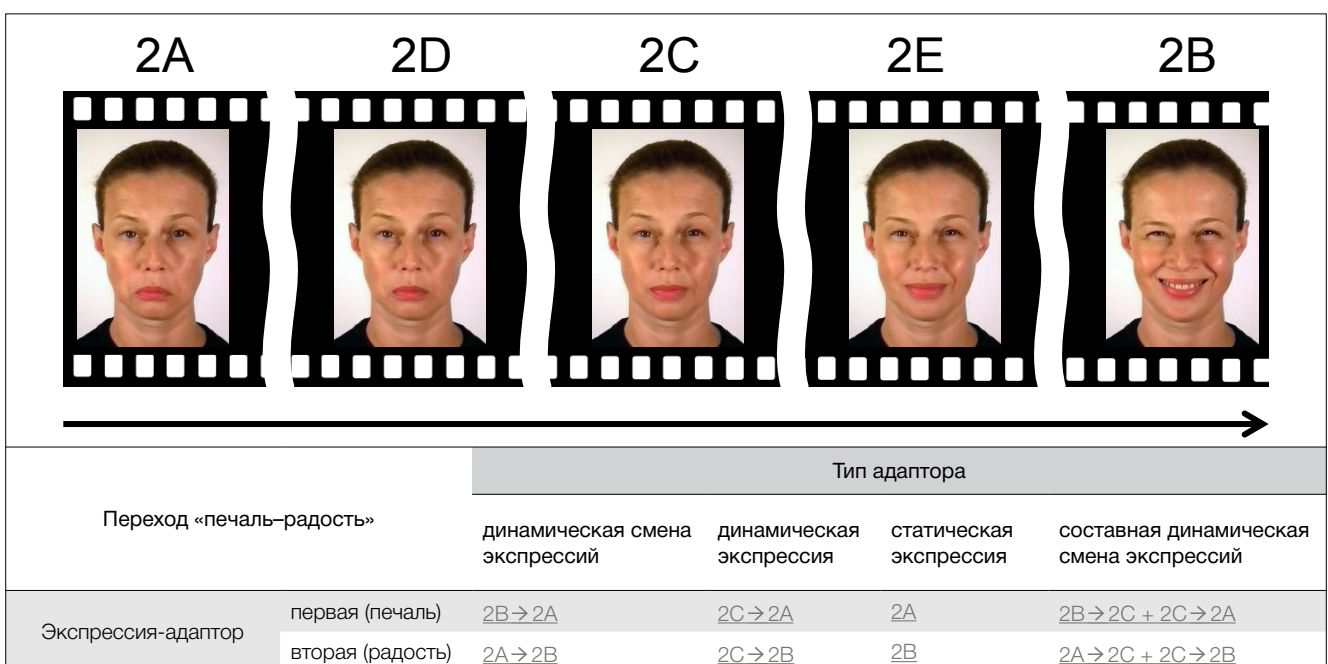 2A 2D 2C 2E 2B
Тип адаптора
Переход «печаль–радость»
динамическая смена экспрессий
динамическая экспрессия
статическая экспрессия
составная динамическая смена экспрессий
Экспрессия-адаптор
первая (печаль) 2B→2A 2C→2A 2A 2B→2C + 2C→2A
вторая (радость) 2A→2B 2C→2B 2B 2A→2C + 2C→2B